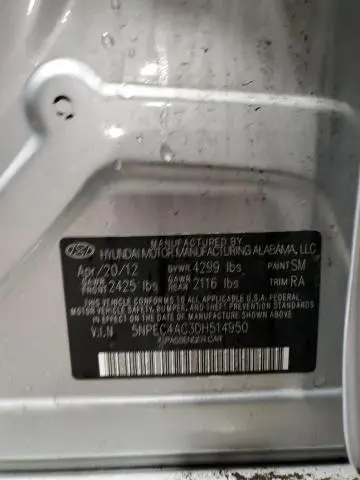 HYUNDAI MOTOR MANUFACTURING ALABAMA, LLC
Apr/20/12 GVWR 4299 lbs PAINT SM
GAWR FRONT 2425 lbs GAWR REAR 2116 lbs TRIM RA
THIS VEHICLE CONFORMS TO ALL APPLICABLE U.S. FEDERAL
MOTOR VEHICLE SAFETY, BUMPER, AND THEFT PREVENTION
STANDARDS IN EFFECT ON THE DATE OF MANUFACTURE SHOWN ABOVE.
V.I.N 5NPEC4AC3DH514950
PASSENGER CAR